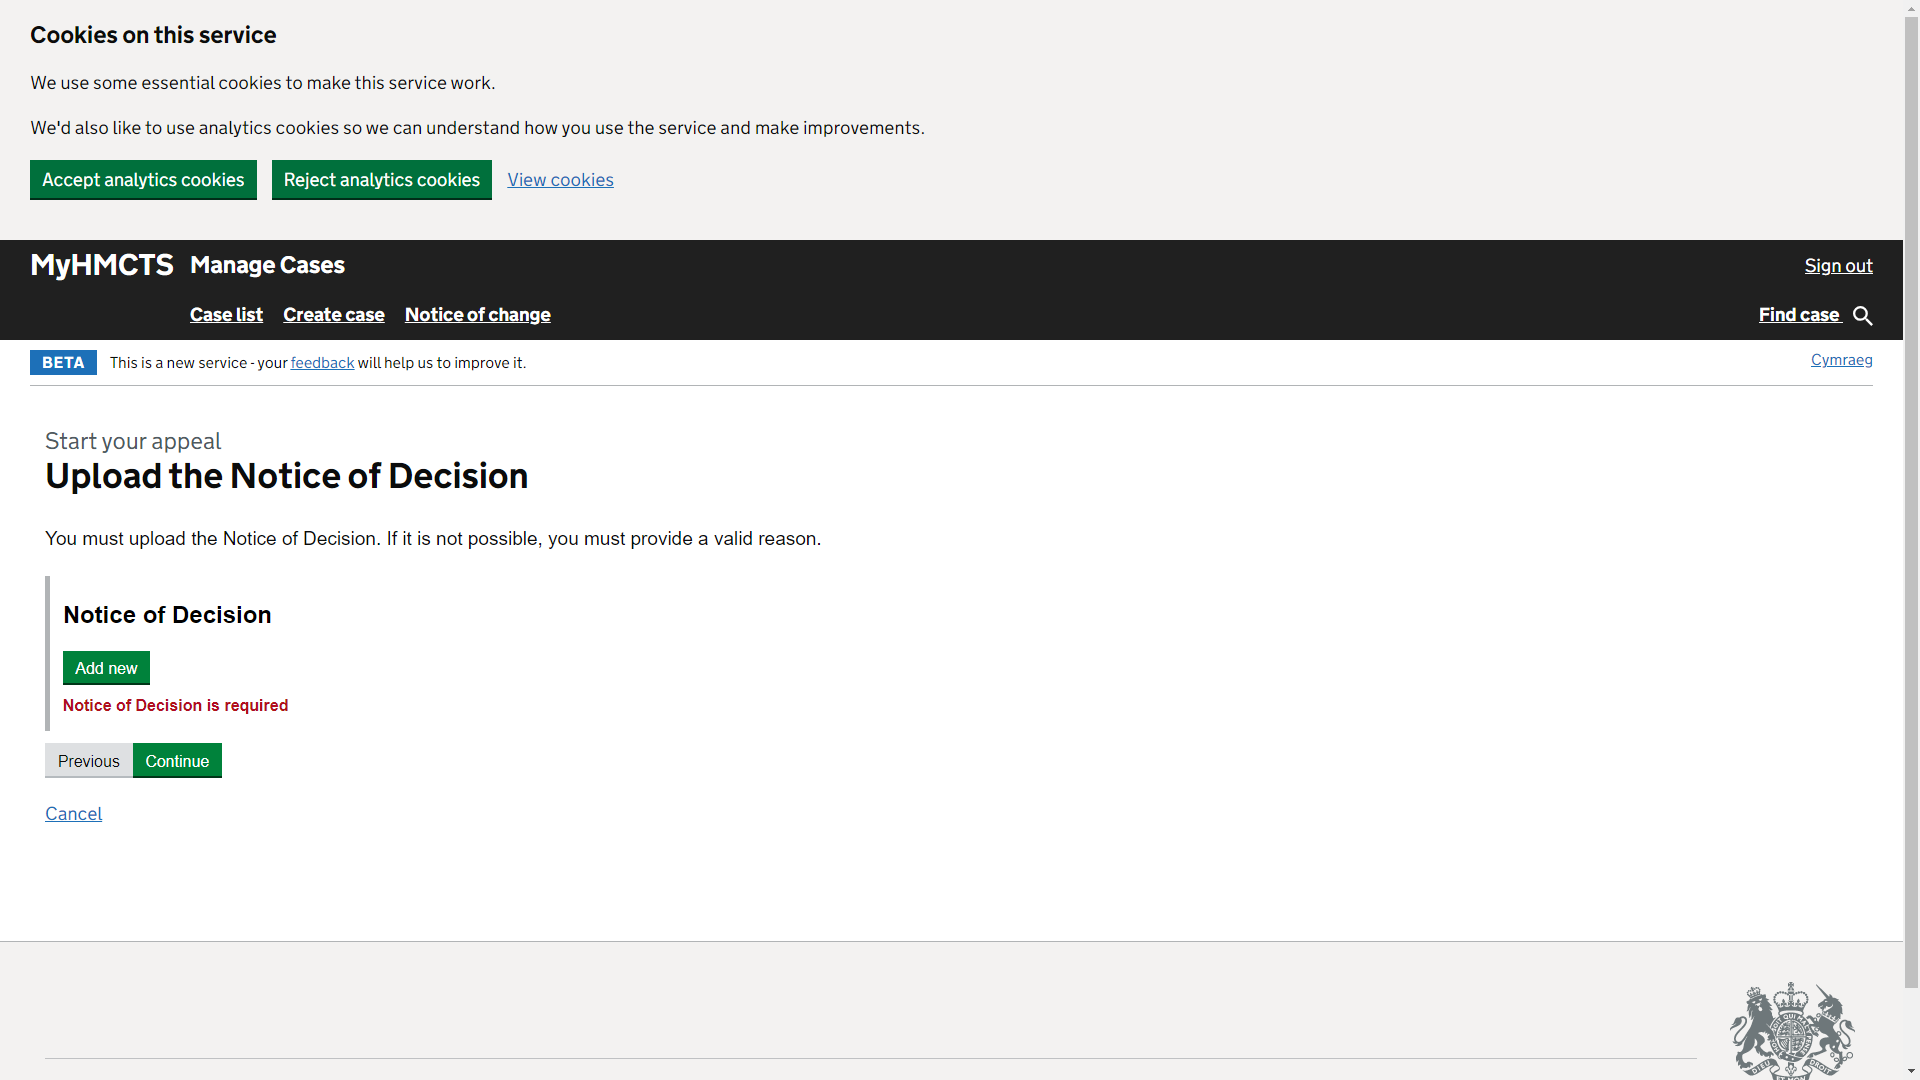 Cookies on this service
We use some essential cookies to make this service work.
We'd also like to use analytics cookies so we can understand how you use the service and make improvements.
Accept analytics cookies Reject analytics cookies View cookies
MyHMCTS Manage Cases Sign out
Case list Create case Notice of change Find case
BETA This is a new service - your feedback will help us to improve it. Cymraeg
Start your appeal
Upload the Notice of Decision
You must upload the Notice of Decision. If it is not possible, you must provide a valid reason.
Notice of Decision
Add new
Notice of Decision is required
Previous Continue
Cancel